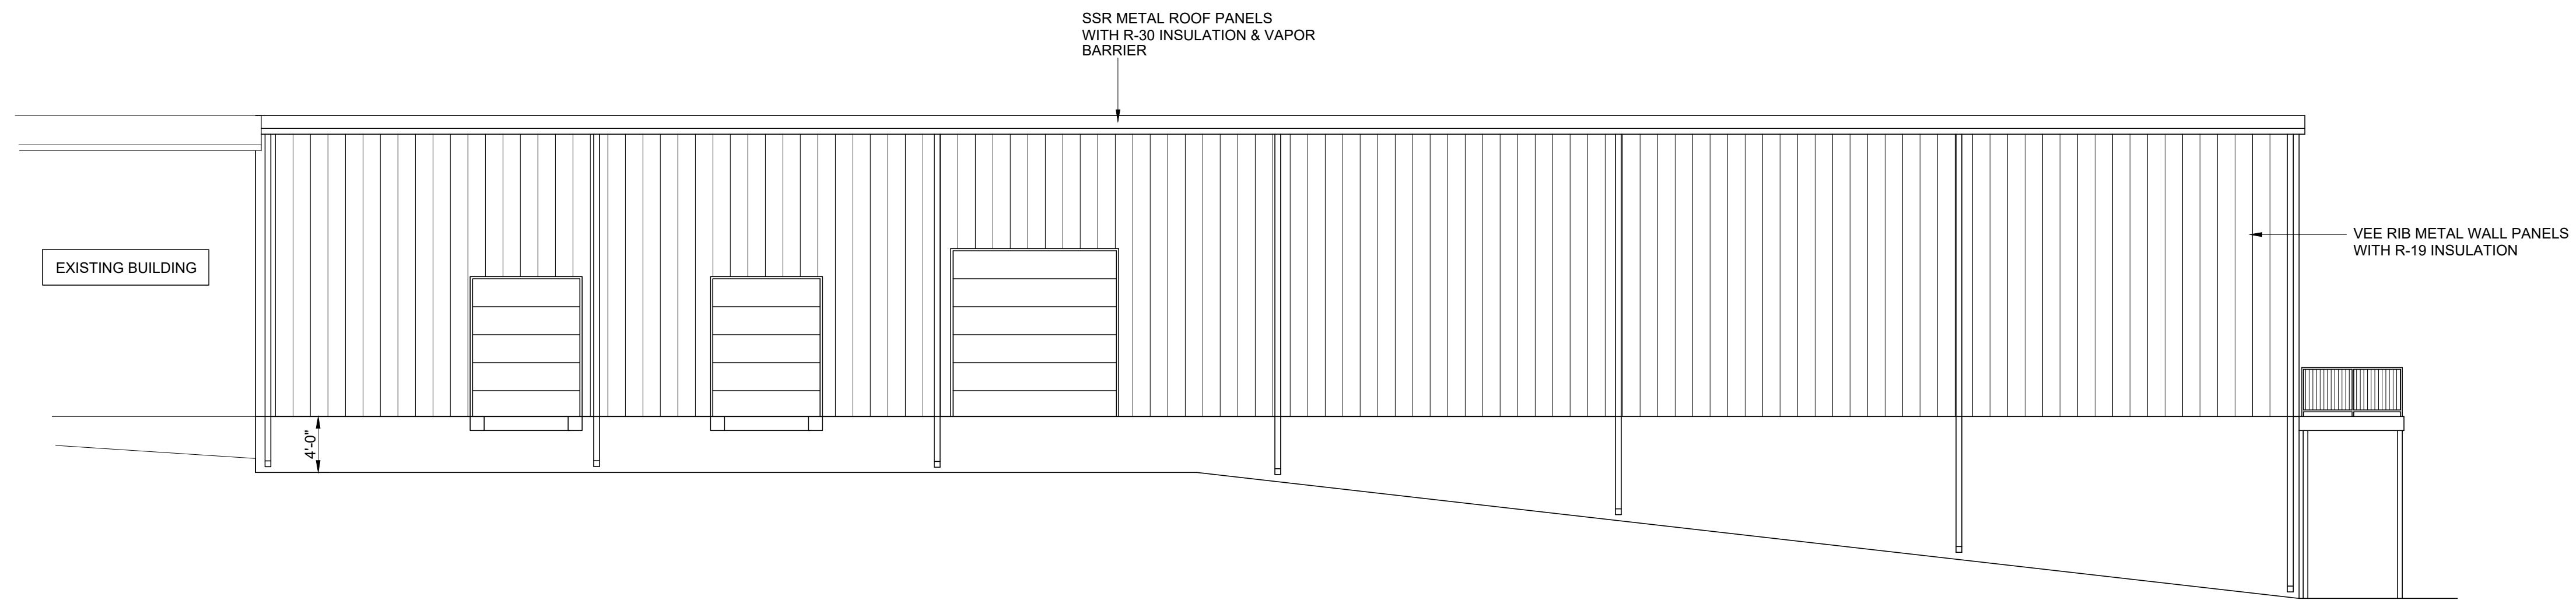 SSR METAL ROOF PANELS
WITH R-30 INSULATION & VAPOR
BARRIER
EXISTING BUILDING
VEE RIB METAL WALL PANELS
WITH R-19 INSULATION
4'-0"